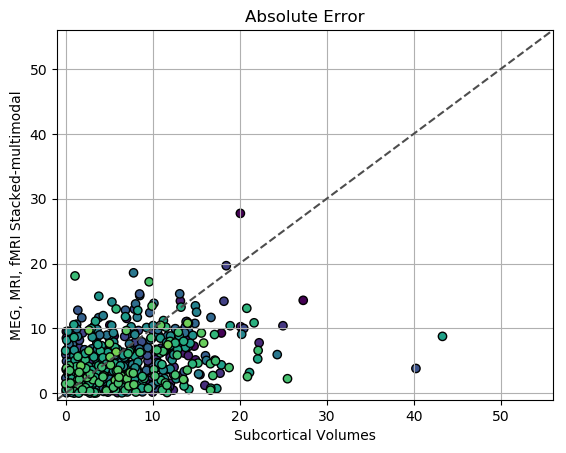 Absolute Error
MEG, MRI, fMRI Stacked-multimodal
50
40
30
20
10
0
0 10 20 30 40 50
Subcortical Volumes